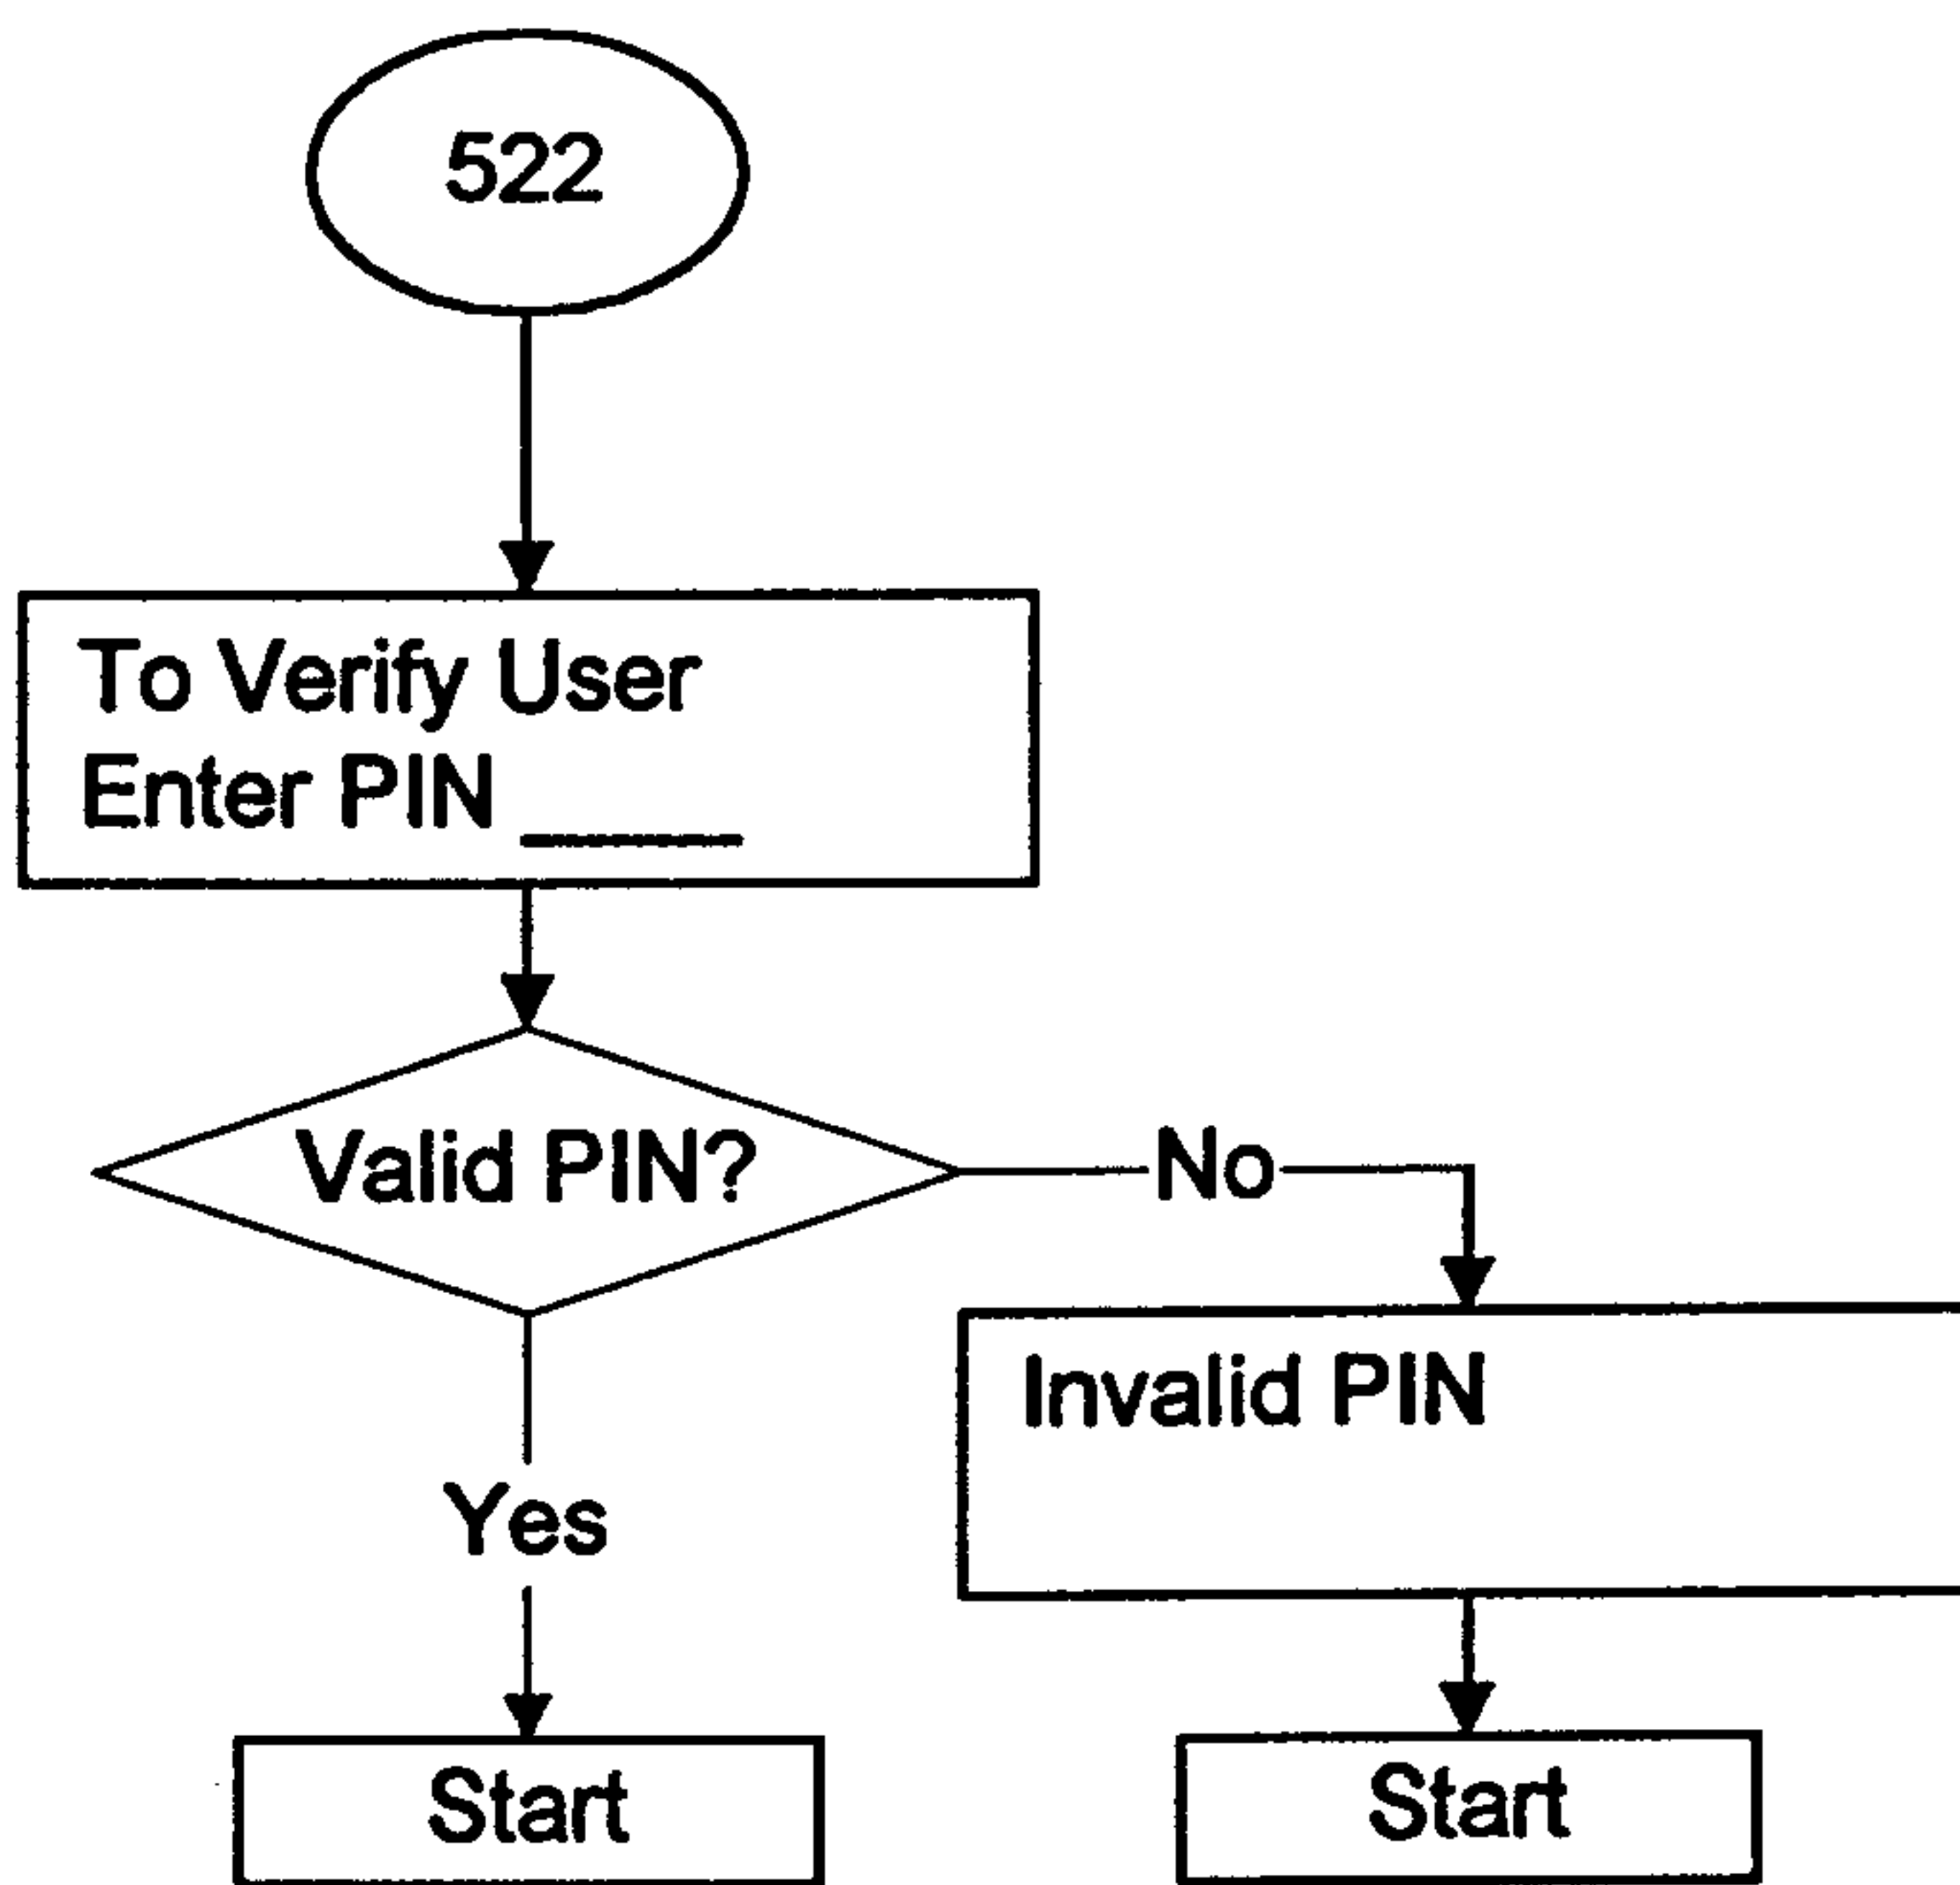 522
To Verify User
Enter PIN ____
Valid PIN?
No
Invalid PIN
Yes
Start
Start